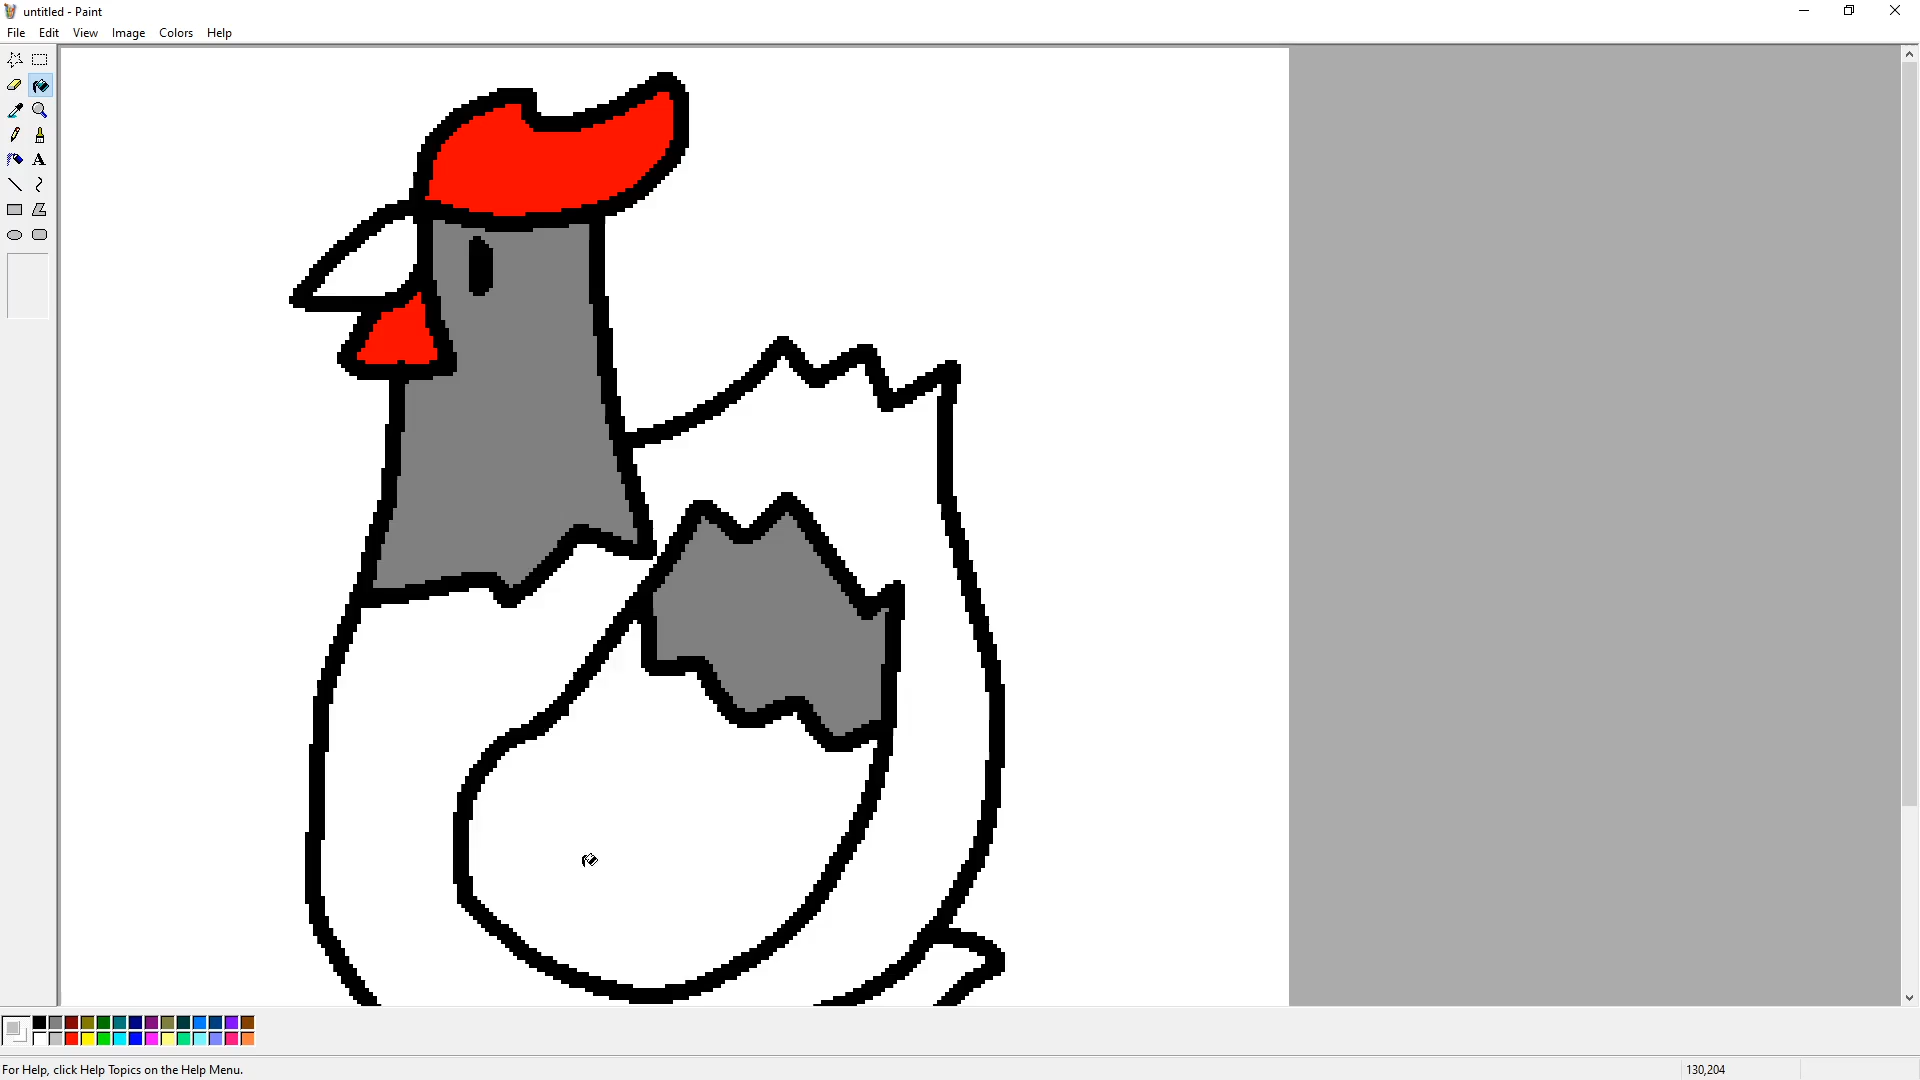 untitled - Paint
File Edit View Image Colors Help
A
For Help, click Help Topics on the Help Menu.
130,204